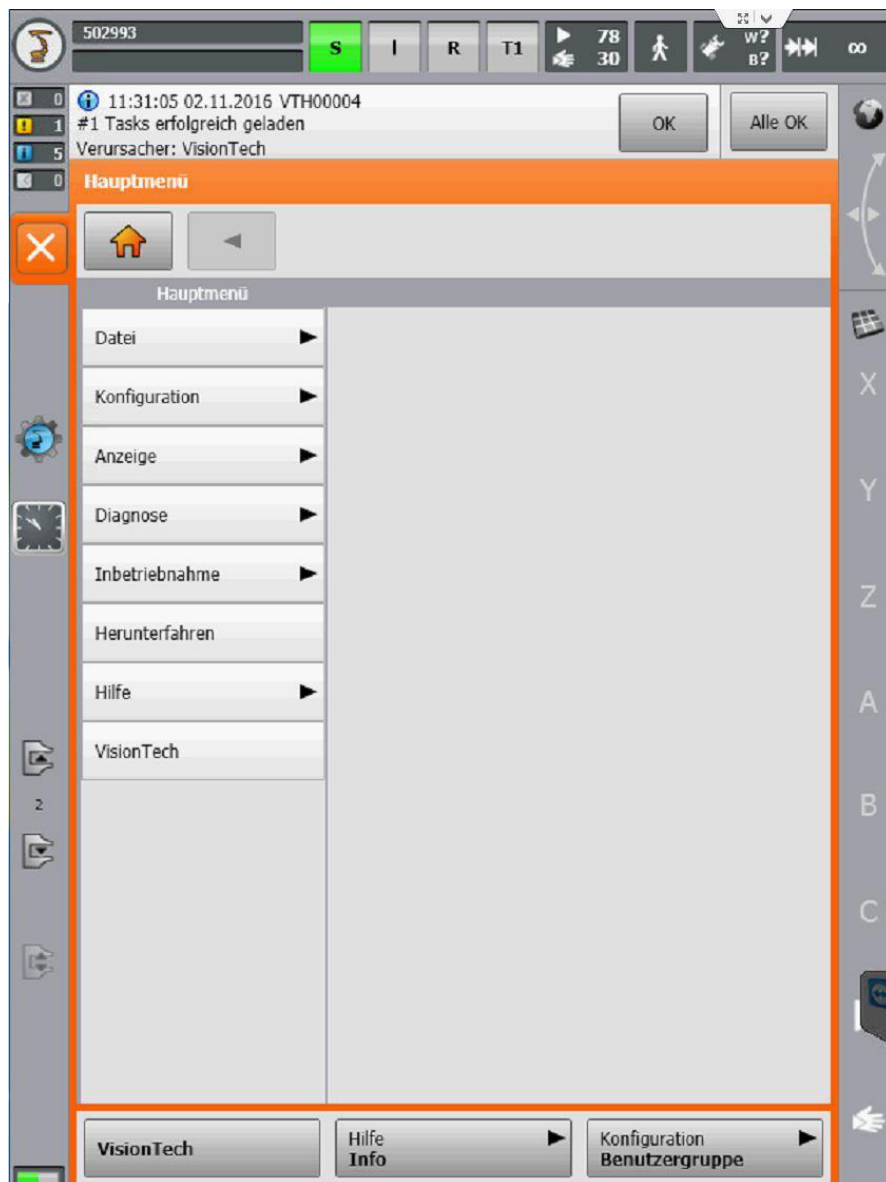 502993
S I R T1 78 30 W? B? ∞
0
1
5
0
11:31:05 02.11.2016 VTH00004
#1 Tasks erfolgreich geladen
Verursacher: VisionTech
OK
Alle OK
Hauptmenü
Hauptmenü
Datei
Konfiguration
Anzeige
Diagnose
Inbetriebnahme
Herunterfahren
Hilfe
VisionTech
2
X
Y
Z
A
B
C
VisionTech
Hilfe
Info
Konfiguration
Benutzergruppe